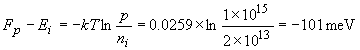 F_p − E_i = −kT ln p/n_i = 0.0259 × ln 1×10^15/2×10^13 = −101 meV